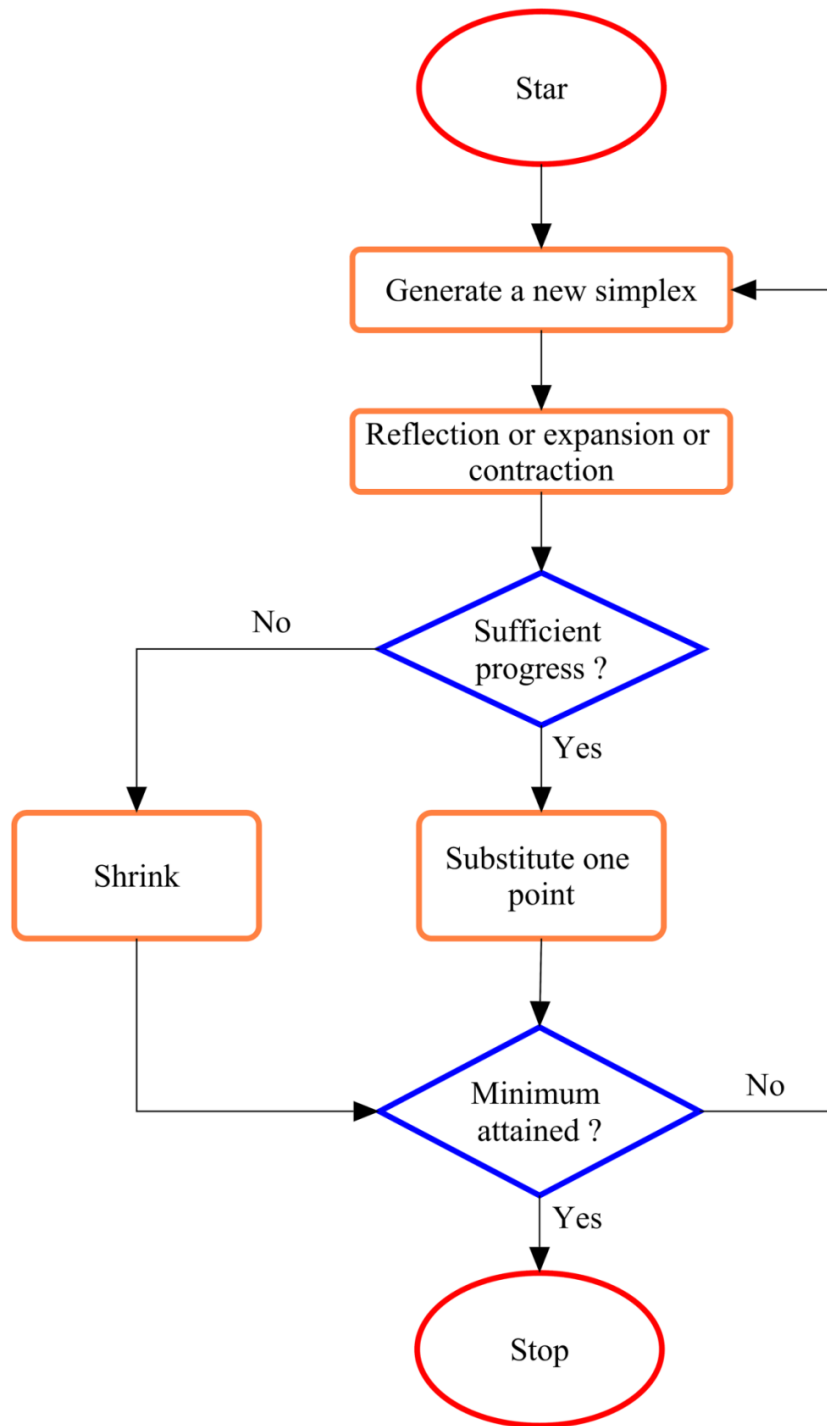 Star
Generate a new simplex
Reflection or expansion or
contraction
No
Sufficient
progress ?
Yes
Shrink
Substitute one
point
Minimum
attained ?
No
Yes
Stop